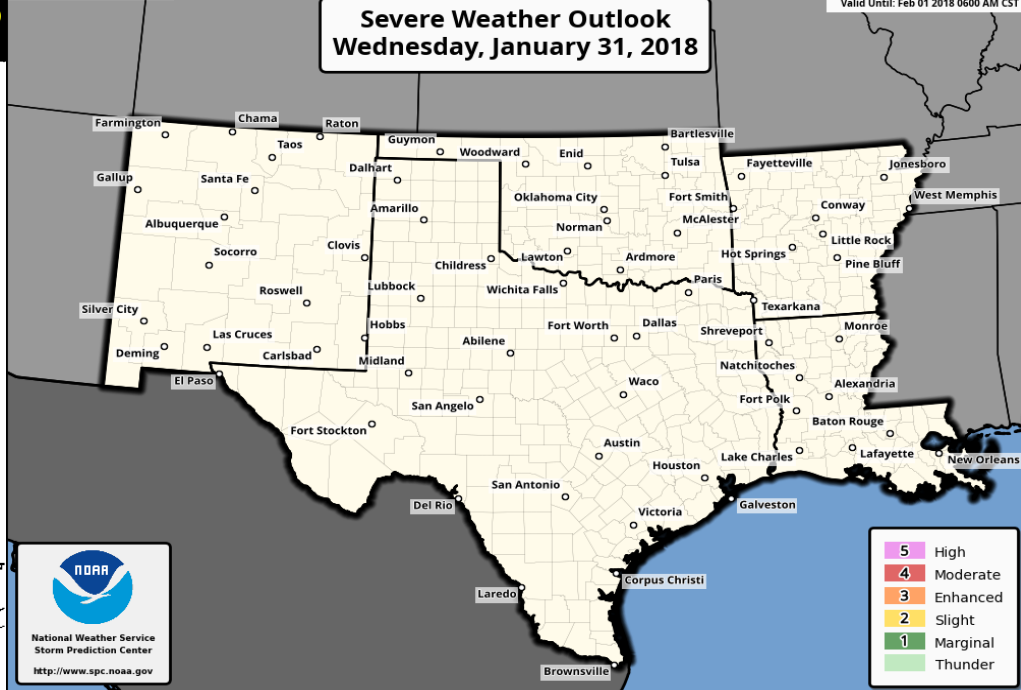 Valid Until: Feb 01 2018 0600 AM CST
Severe Weather Outlook
Wednesday, January 31, 2018
Farmington
Chama
Raton
Taos
Guymon
Woodward
Enid
Bartlesville
Tulsa
Fayetteville
Jonesboro
Gallup
Santa Fe
Dalhart
Amarillo
Oklahoma City
Fort Smith
West Memphis
Conway
Albuquerque
Norman
McAlester
Socorro
Clovis
Childress
Lawton
Ardmore
Hot Springs
Little Rock
Pine Bluff
Roswell
Lubbock
Wichita Falls
Paris
Texarkana
Silver City
Las Cruces
Hobbs
Fort Worth
Dallas
Shreveport
Monroe
Deming
Carlsbad
Midland
Abilene
Natchitoches
El Paso
Waco
Alexandria
San Angelo
Fort Polk
Fort Stockton
Baton Rouge
Austin
Houston
Lake Charles
Lafayette
New Orleans
San Antonio
Del Rio
Victoria
Galveston
Laredo
Corpus Christi
Brownsville
NOAA
National Weather Service
Storm Prediction Center
http://www.spc.noaa.gov
5 High
4 Moderate
3 Enhanced
2 Slight
1 Marginal
Thunder